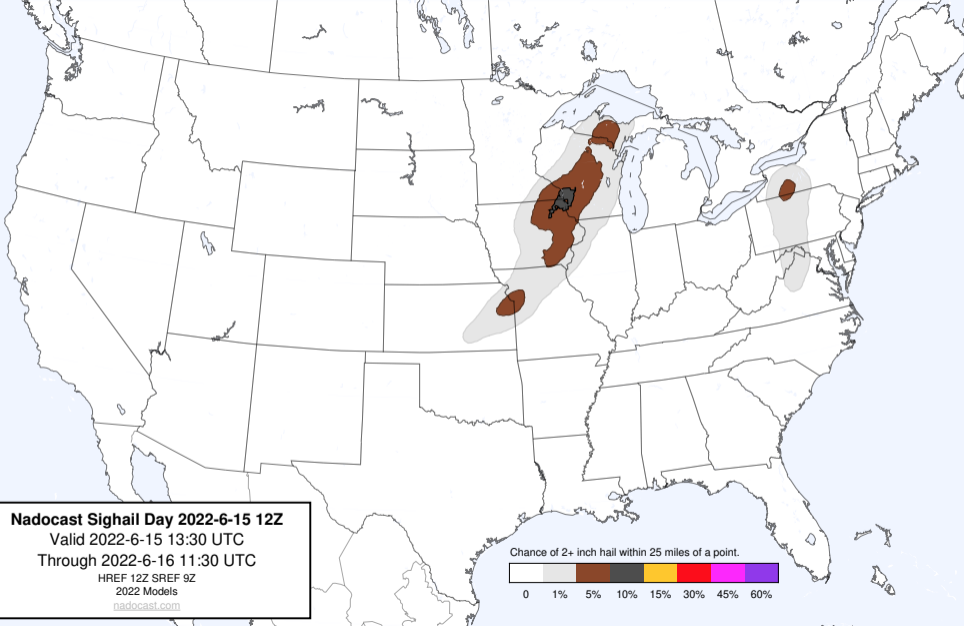 Nadocast Sighail Day 2022-6-15 12Z
Valid 2022-6-15 13:30 UTC
Through 2022-6-16 11:30 UTC
HREF 12Z SREF 9Z
2022 Models
nadocast.com
Chance of 2+ inch hail within 25 miles of a point.
0 1% 5% 10% 15% 30% 45% 60%